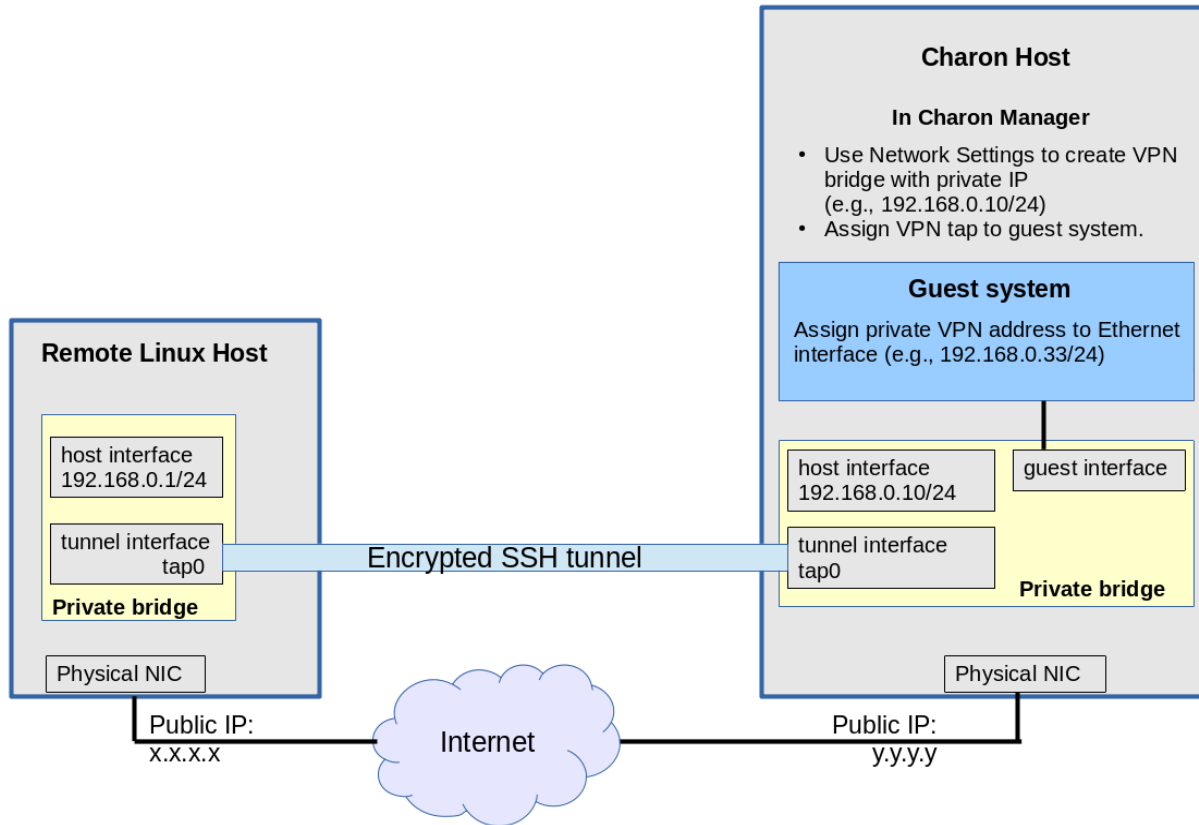 Charon Host
In Charon Manager
• Use Network Settings to create VPN
bridge with private IP
(e.g., 192.168.0.10/24)
• Assign VPN tap to guest system.
Guest system
Assign private VPN address to Ethernet
interface (e.g., 192.168.0.33/24)
Remote Linux Host
host interface
192.168.0.1/24
tunnel interface
tap0
Private bridge
Encrypted SSH tunnel
host interface
192.168.0.10/24
guest interface
tunnel interface
tap0
Private bridge
Physical NIC
Public IP:
x.x.x.x
Internet
Physical NIC
Public IP:
y.y.y.y